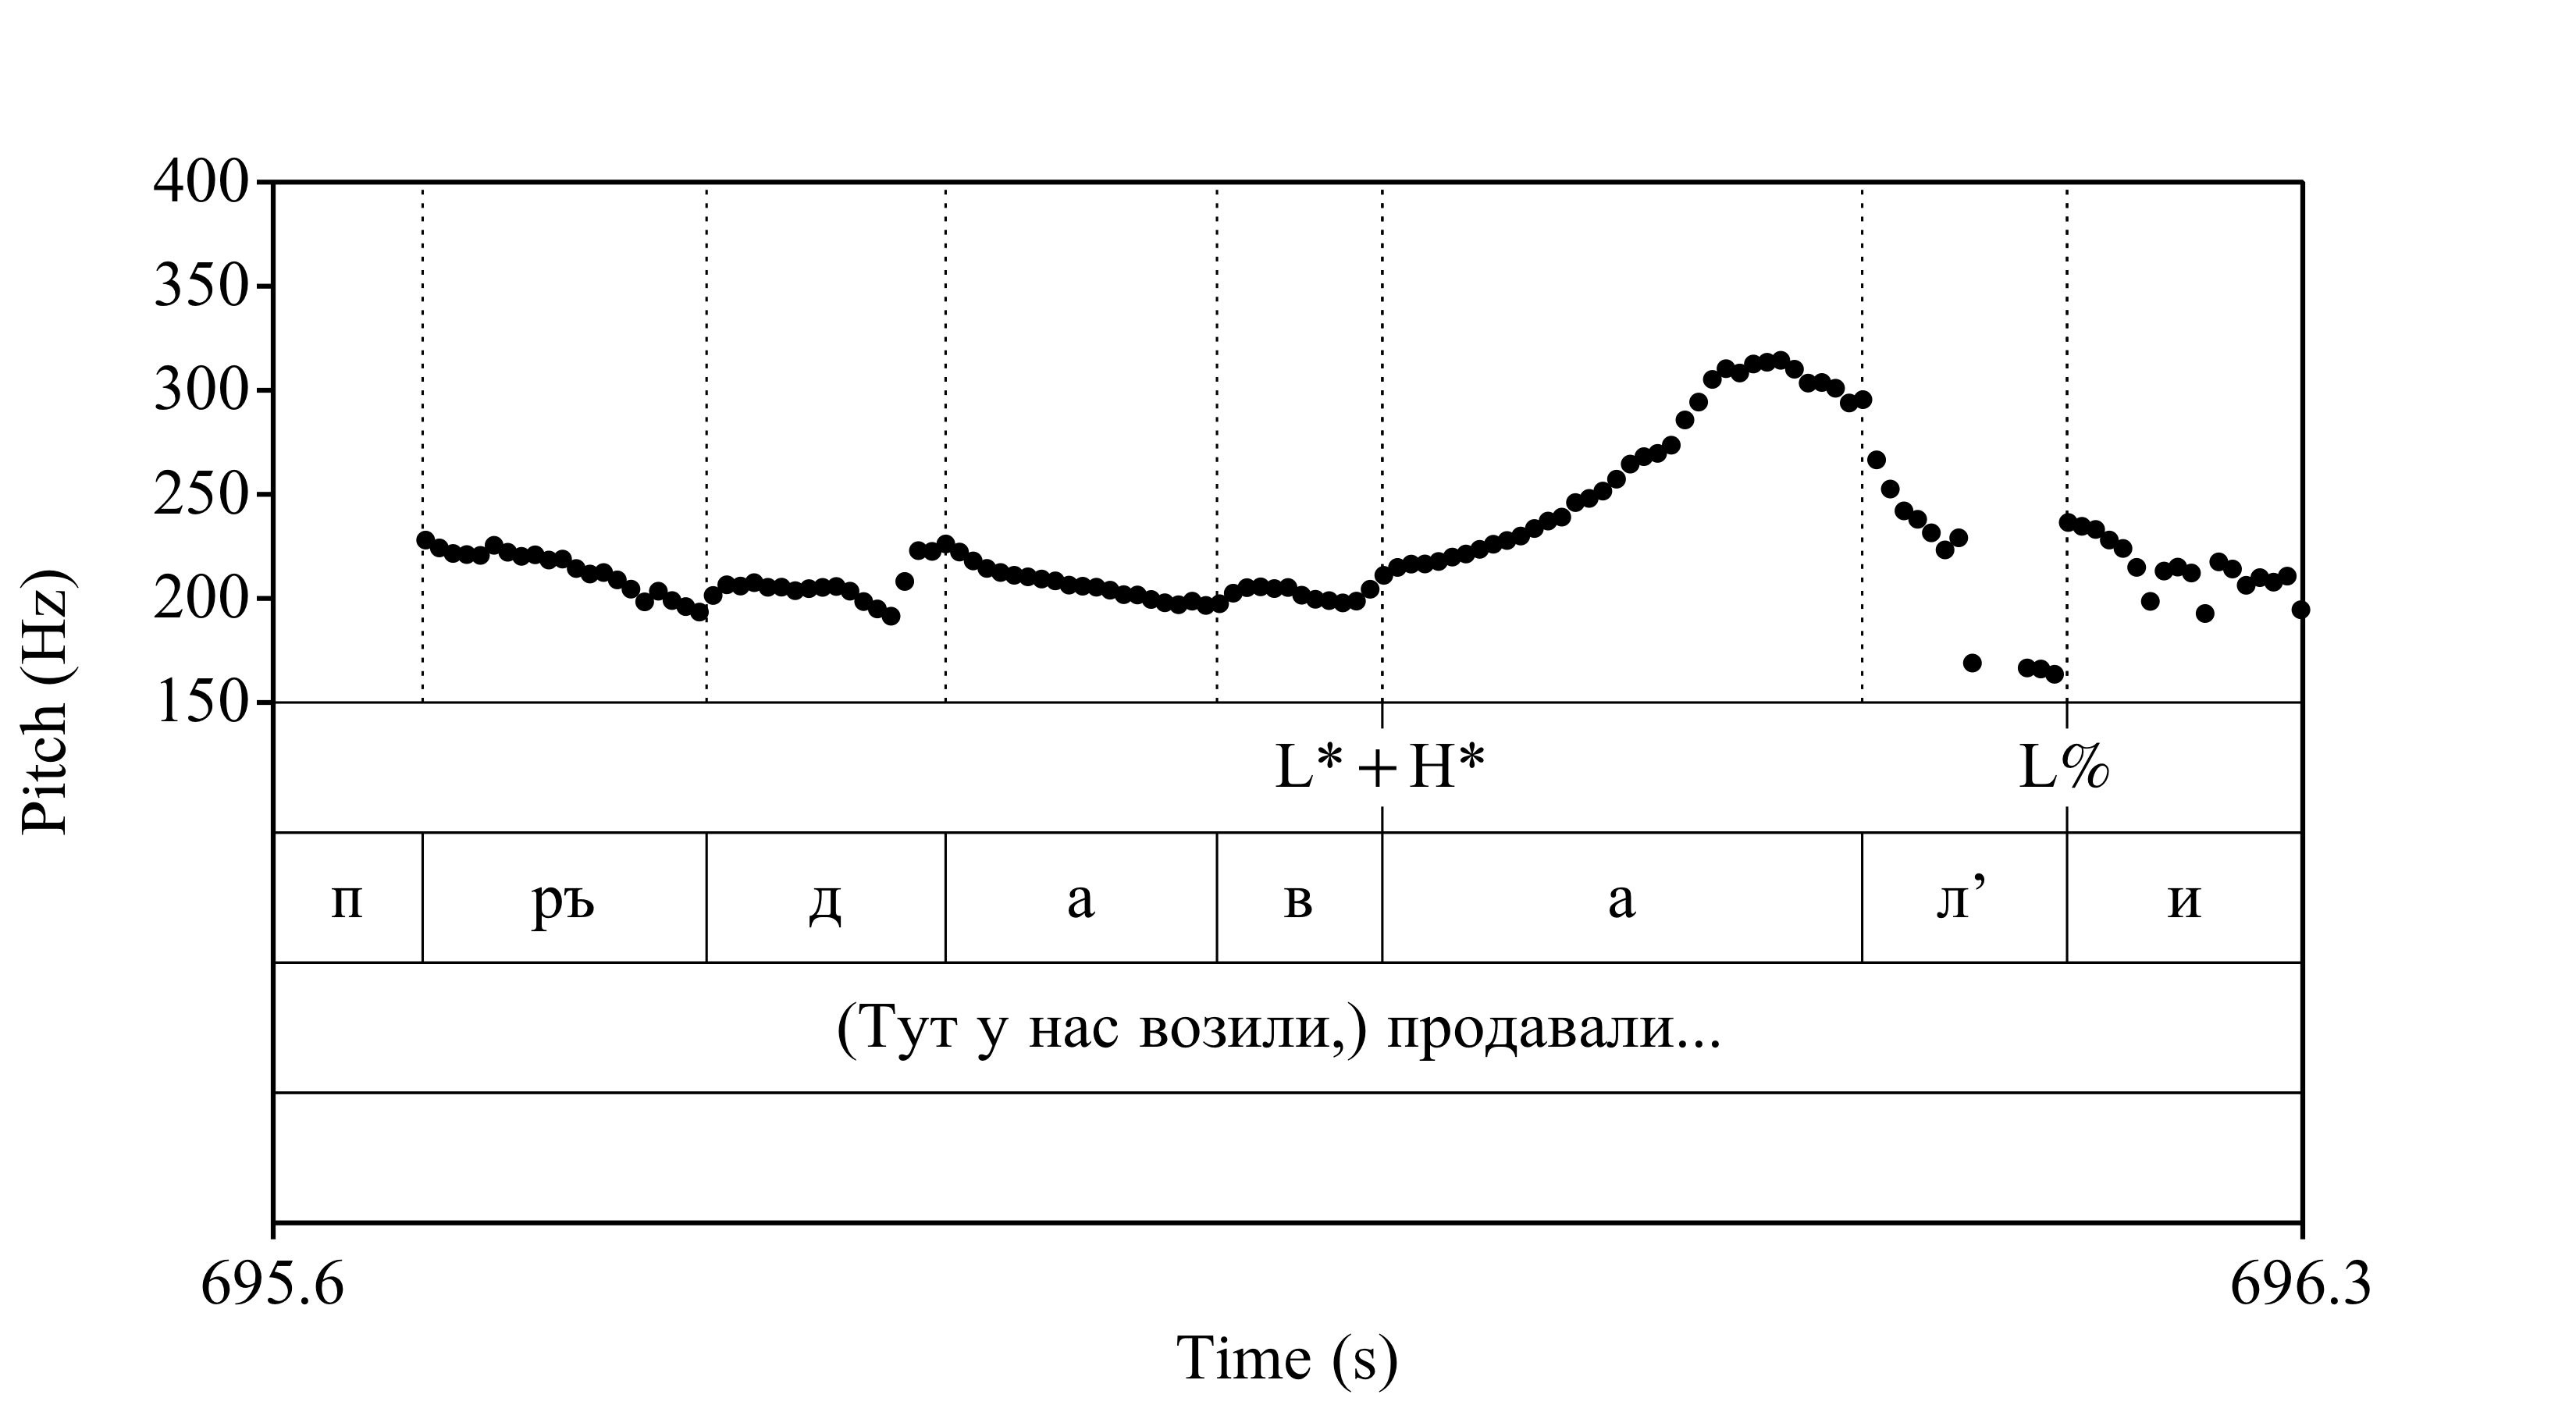 400
350
300
250
200
150
Pitch (Hz)
L*+H* L%
п ръ д а в а л’ и
(Тут у нас возили,) продавали...
695.6 696.3
Time (s)